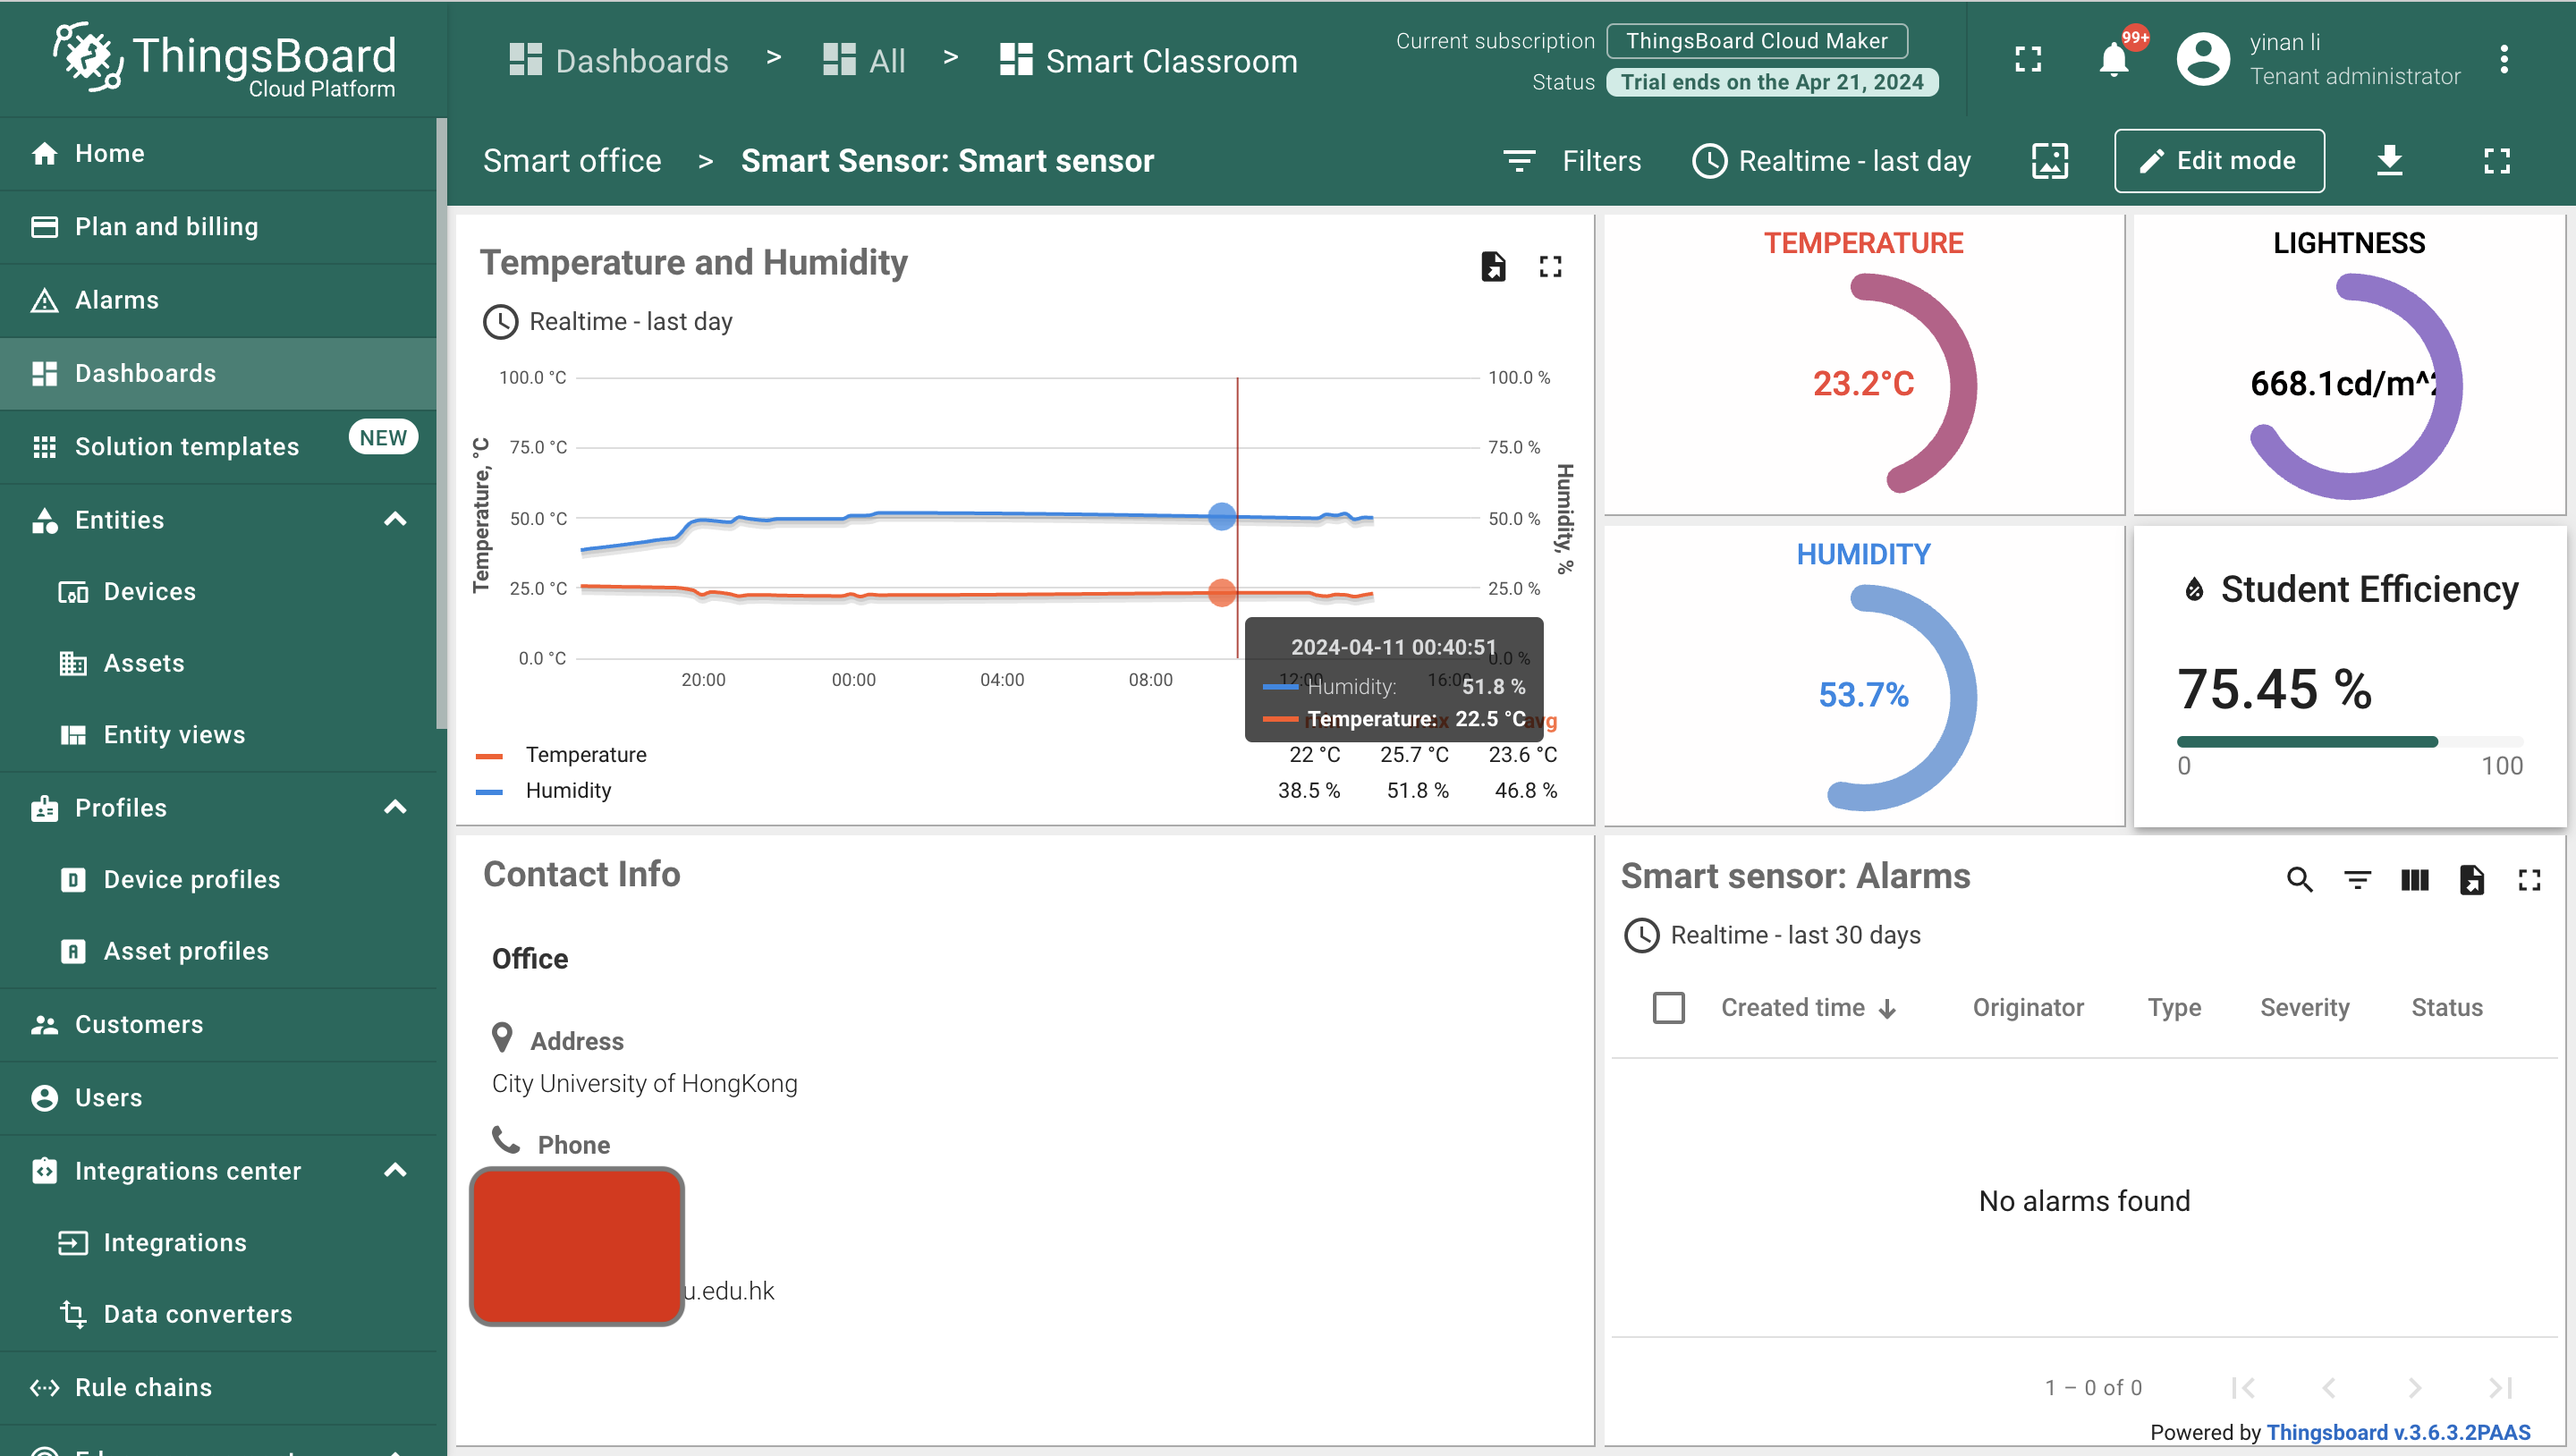 ThingsBoard
Cloud Platform
Dashboards > All > Smart Classroom
Current subscription ThingsBoard Cloud Maker
Status Trial ends on the Apr 21, 2024
99+
yinan li
Tenant administrator
Home
Plan and billing
Alarms
Dashboards
Solution templates NEW
Entities
Devices
Assets
Entity views
Profiles
Device profiles
Asset profiles
Customers
Users
Integrations center
Integrations
Data converters
Rule chains
Smart office > Smart Sensor: Smart sensor
Filters
Realtime - last day
Edit mode
Temperature and Humidity
Realtime - last day
Temperature, °C
100.0 °C
75.0 °C
50.0 °C
25.0 °C
0.0 °C
100.0 %
75.0 %
50.0 %
25.0 %
0.0 %
Humidity, %
20:00 00:00 04:00 08:00 12:00 16:00
2024-04-11 00:40:51
Humidity: 51.8 %
Temperature: 22.5 °C
avg
Temperature 22 °C 25.7 °C 23.6 °C
Humidity 38.5 % 51.8 % 46.8 %
TEMPERATURE
23.2°C
LIGHTNESS
668.1cd/m^2
HUMIDITY
53.7%
Student Efficiency
75.45 %
0 100
Contact Info
Office
Address
City University of HongKong
Phone
u.edu.hk
Smart sensor: Alarms
Realtime - last 30 days
Created time Originator Type Severity Status
No alarms found
1 – 0 of 0
Powered by Thingsboard v.3.6.3.2PAAS